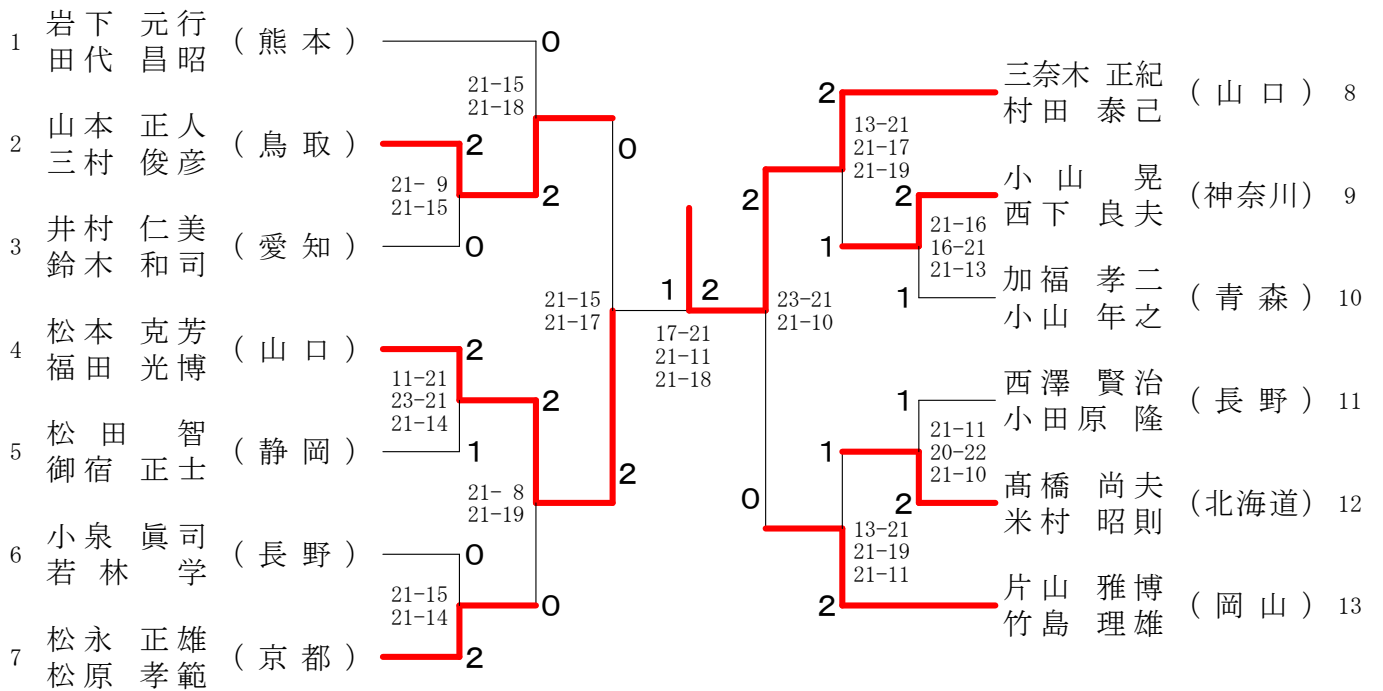 1 岩下 元行 (熊本)
田代 昌昭
0
21-15
21-18
2 山本 正人 (鳥取)
三村 俊彦
2
21- 9
21-15
2
0
3 井村 仁美 (愛知)
鈴木 和司
0
21-15
21-17
4 松本 克芳 (山口)
福田 光博
2
11-21
23-21
21-14
2
5 松田 智 (静岡)
御宿 正士
1
21- 8
21-19
2
6 小泉 眞司 (長野)
若林 学
0
21-15
21-14
0
7 松永 正雄 (京都)
松原 孝範
2
1 2
17-21
21-11
21-18
三奈木 正紀 (山口) 8
村田 泰己
2
13-21
21-17
21-19
2
小山 晃 (神奈川) 9
西下 良夫
2
21-16
16-21
21-13
1
加福 孝二 (青森) 10
小山 年之
1
23-21
21-10
西澤 賢治 (長野) 11
小田原 隆
1
21-11
20-22
21-10
1
髙橋 尚夫 (北海道) 12
米村 昭則
2
0
13-21
21-19
21-11
片山 雅博 (岡山) 13
竹島 理雄
2